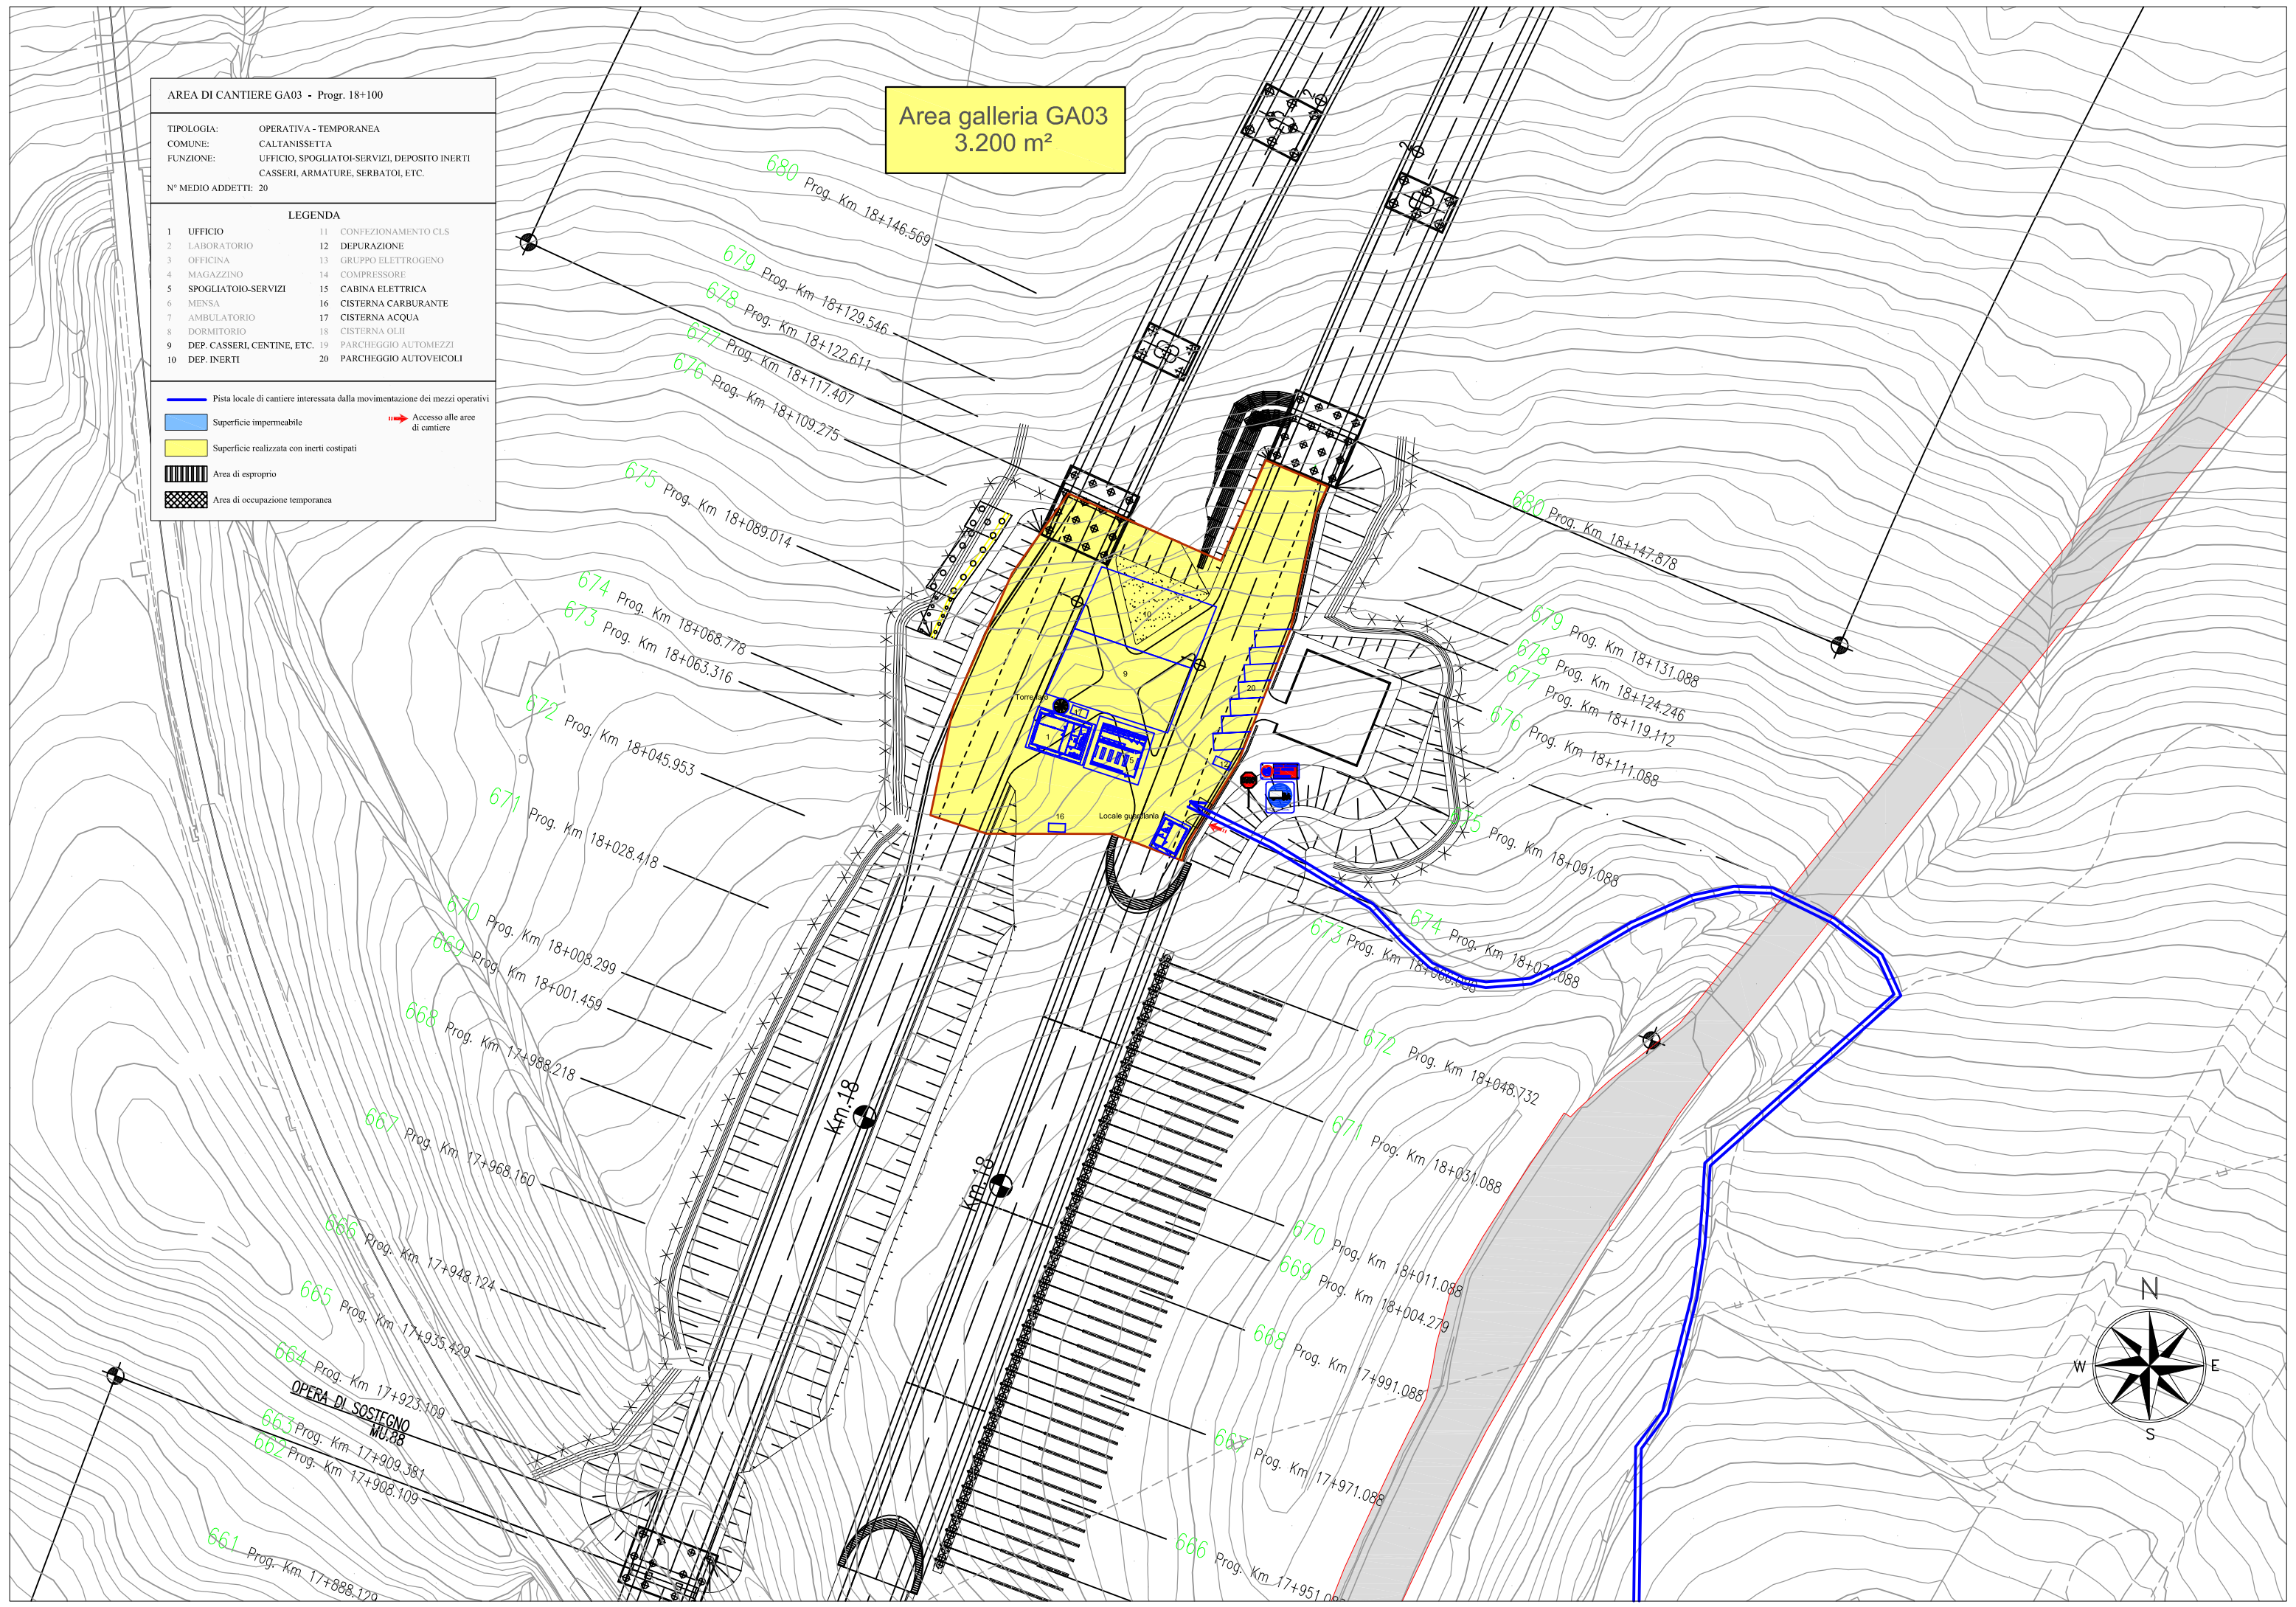 AREA DI CANTIERE GA03 - Progr. 18+100
TIPOLOGIA: OPERATIVA - TEMPORANEA
COMUNE: CALTANISSETTA
FUNZIONE: UFFICIO, SPOGLIATOI-SERVIZI, DEPOSITO INERTI
CASSERI, ARMATURE, SERBATOI, ETC.
N° MEDIO ADDETTI: 20
LEGENDA
1 UFFICIO
2 LABORATORIO
3 OFFICINA
4 MAGAZZINO
5 SPOGLIATOIO-SERVIZI
6 MENSA
7 AMBULATORIO
8 DORMITORIO
9 DEP. CASSERI, CENTINE, ETC.
10 DEP. INERTI
11 CONFEZIONAMENTO CLS
12 DEPURAZIONE
13 GRUPPO ELETTROGENO
14 COMPRESSORE
15 CABINA ELETTRICA
16 CISTERNA CARBURANTE
17 CISTERNA ACQUA
18 CISTERNA OLII
19 PARCHEGGIO AUTOMEZZI
20 PARCHEGGIO AUTOVEICOLI
Pista locale di cantiere interessata dalla movimentazione dei mezzi operativi
Superficie impermeabile
Accesso alle aree
di cantiere
Superficie realizzata con inerti costipati
Area di esproprio
Area di occupazione temporanea
Area galleria GA03
3.200 m²
680 Prog. Km 18+146.569
679 Prog. Km 18+129.546
678 Prog. Km 18+122.611
677 Prog. Km 18+117.407
676 Prog. Km 18+109.275
675 Prog. Km 18+089.014
674 Prog. Km 18+068.778
673 Prog. Km 18+063.316
672 Prog. Km 18+045.953
671 Prog. Km 18+028.418
670 Prog. Km 18+008.299
669 Prog. Km 18+001.459
668 Prog. Km 17+988.218
667 Prog. Km 17+968.160
666 Prog. Km 17+948.124
665 Prog. Km 17+935.429
664 Prog. Km 17+923.109
OPERA DI SOSTEGNO
MU.88
663 Prog. Km 17+909.381
662 Prog. Km 17+908.109
661 Prog. Km 17+888.129
2
2
10
9
20
1
5
17
16
Locale guardiania
Km.18
Km.18
680 Prog. Km 18+147.878
679 Prog. Km 18+131.088
678 Prog. Km 18+124.246
677 Prog. Km 18+119.112
676 Prog. Km 18+111.088
675 Prog. Km 18+091.088
674 Prog. Km 18+071.088
673 Prog. Km
672 Prog. Km 18+048.732
671 Prog. Km 18+031.088
670 Prog. Km 18+011.088
669 Prog. Km 18+004.279
668 Prog. Km 17+991.088
667 Prog. Km 17+971.088
666 Prog. Km
N
W
E
S